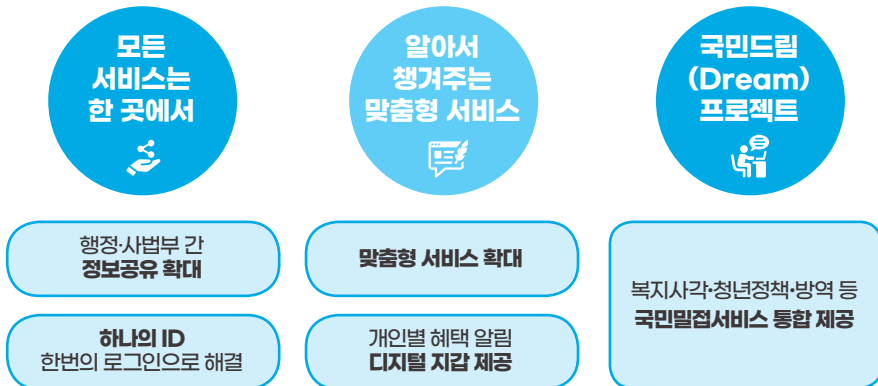 모든
서비스는
한 곳에서
알아서
챙겨주는
맞춤형 서비스
국민드림
(Dream)
프로젝트
행정·사법부 간
정보공유 확대
하나의 ID
한번의 로그인으로 해결
맞춤형 서비스 확대
개인별 혜택 알림
디지털 지갑 제공
복지사각·청년정책·방역 등
국민밀접서비스 통합 제공